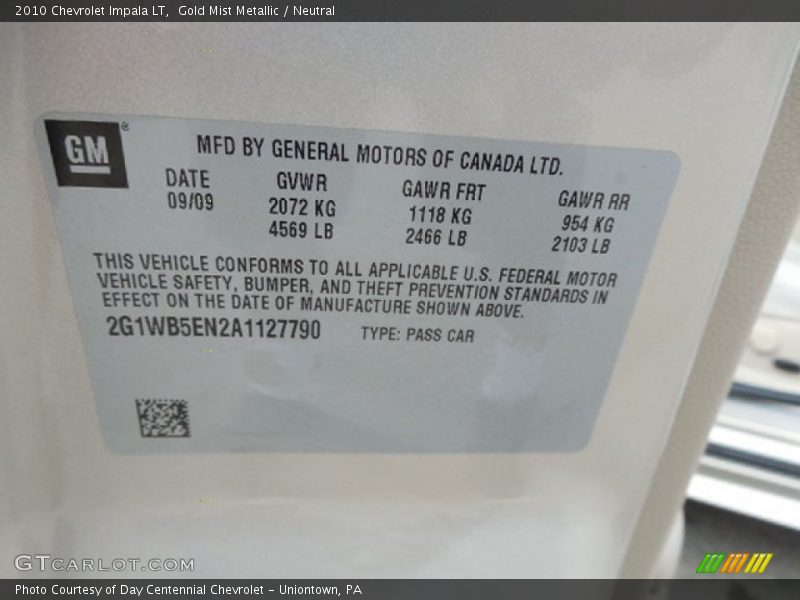 2010 Chevrolet Impala LT,  Gold Mist Metallic / Neutral
GM®
MFD BY GENERAL MOTORS OF CANADA LTD.
DATE GVWR GAWR FRT GAWR RR
09/09 2072 KG 1118 KG 954 KG
4569 LB 2466 LB 2103 LB
THIS VEHICLE CONFORMS TO ALL APPLICABLE U.S. FEDERAL MOTOR
VEHICLE SAFETY, BUMPER, AND THEFT PREVENTION STANDARDS IN
EFFECT ON THE DATE OF MANUFACTURE SHOWN ABOVE.
2G1WB5EN2A1127790 TYPE: PASS CAR
GTCARLOT.COM
Photo Courtesy of Day Centennial Chevrolet - Uniontown, PA